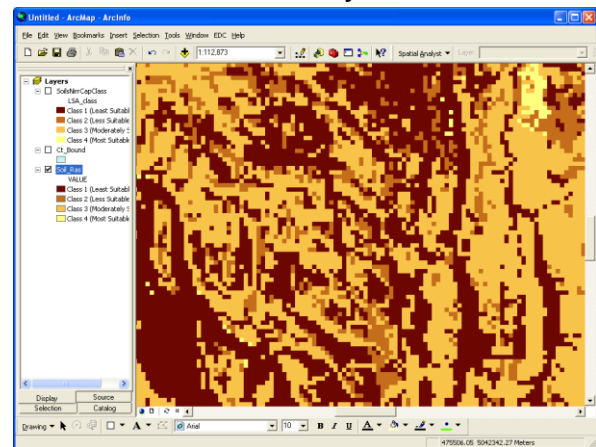 Untitled - ArcMap - ArcInfo
File Edit View Bookmarks Insert Selection Tools Window EDC Help
1:112,873 Spatial Analyst Layer:
Layers
SoilsNirrCapClass
LSA_class
Class 1 (Least Suitabl
Class 2 (Less Suitable
Class 3 (Moderately S
Class 4 (Most Suitable
Ct_Bound
Soil_Ras
VALUE
Class 1 (Least Suitabl
Class 2 (Less Suitable
Class 3 (Moderately S
Class 4 (Most Suitable
Display Source
Selection Catalog
Drawing Arial 10 B I U A
475506.05 5042342.27 Meters